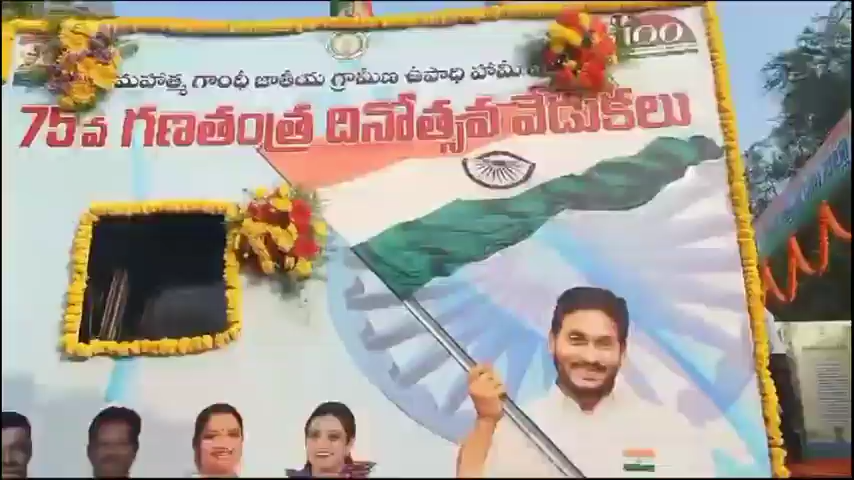 100
మహాత్మ గాంధీ జాతీయ గ్రామీణ ఉపాధి హామీ
75వ గణతంత్ర దినోత్సవ వేడుకలు